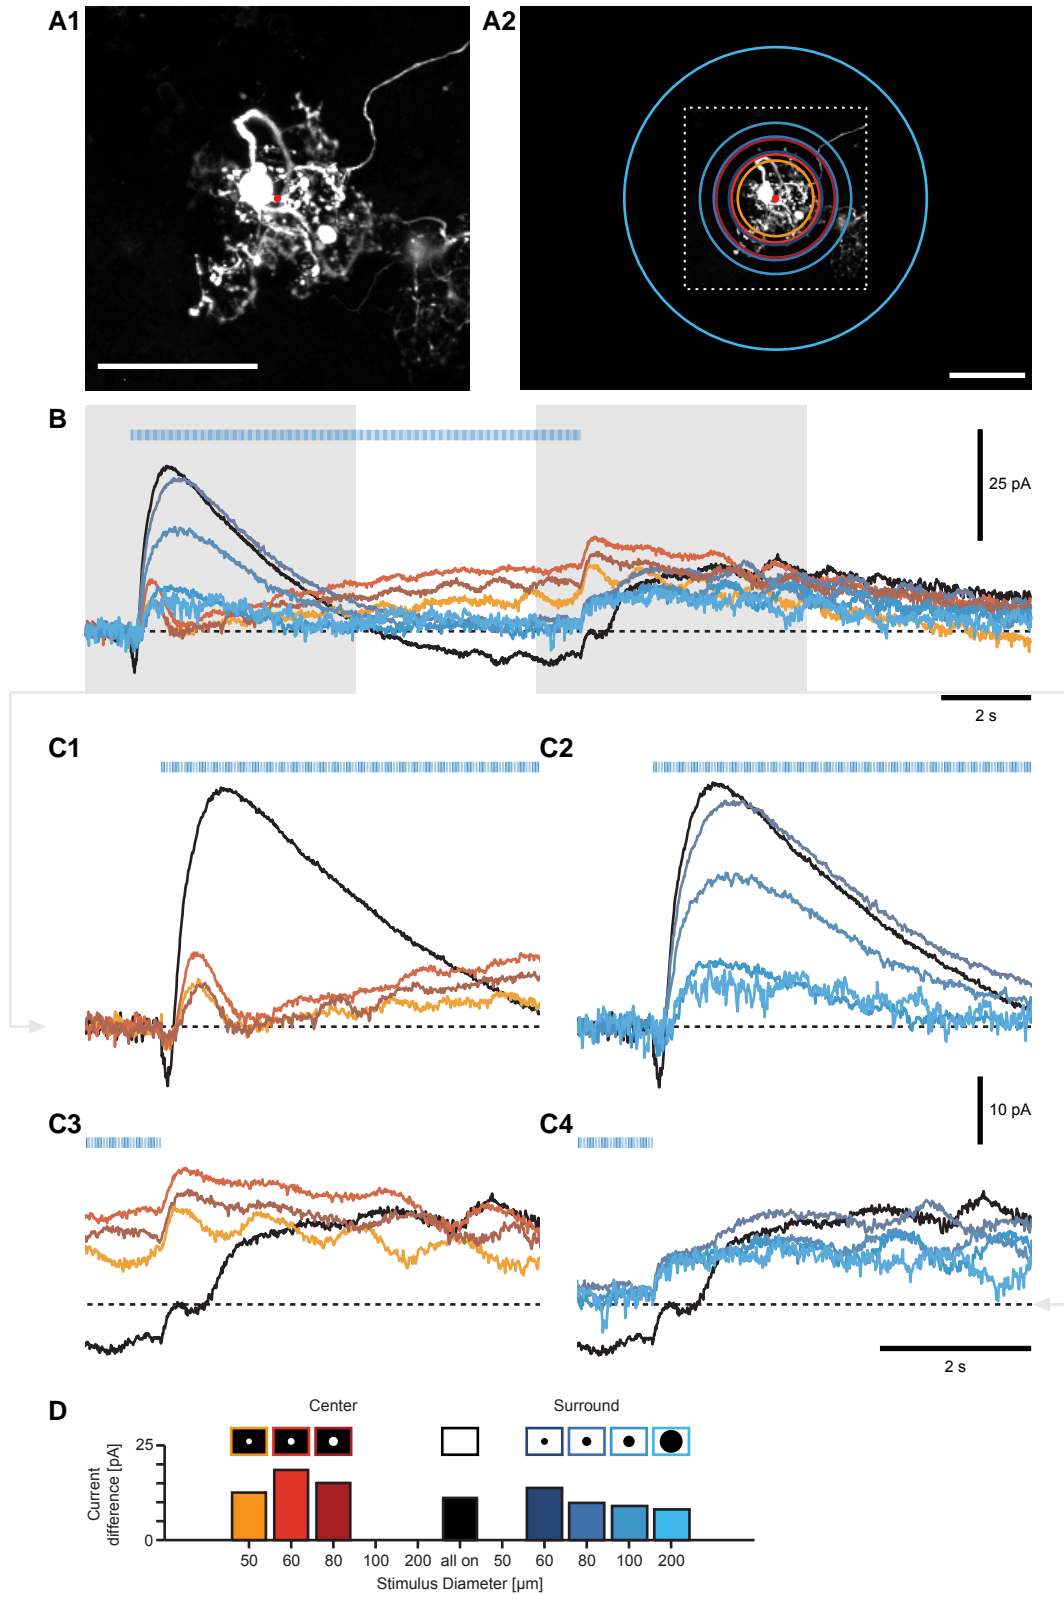 A1
A2
B
25 pA
2 s
C1
C2
10 pA
C3
C4
2 s
D
Center
Surround
Current
difference [pA]
25
0
50 60 80 100 200 all on 50 60 80 100 200
Stimulus Diameter [µm]